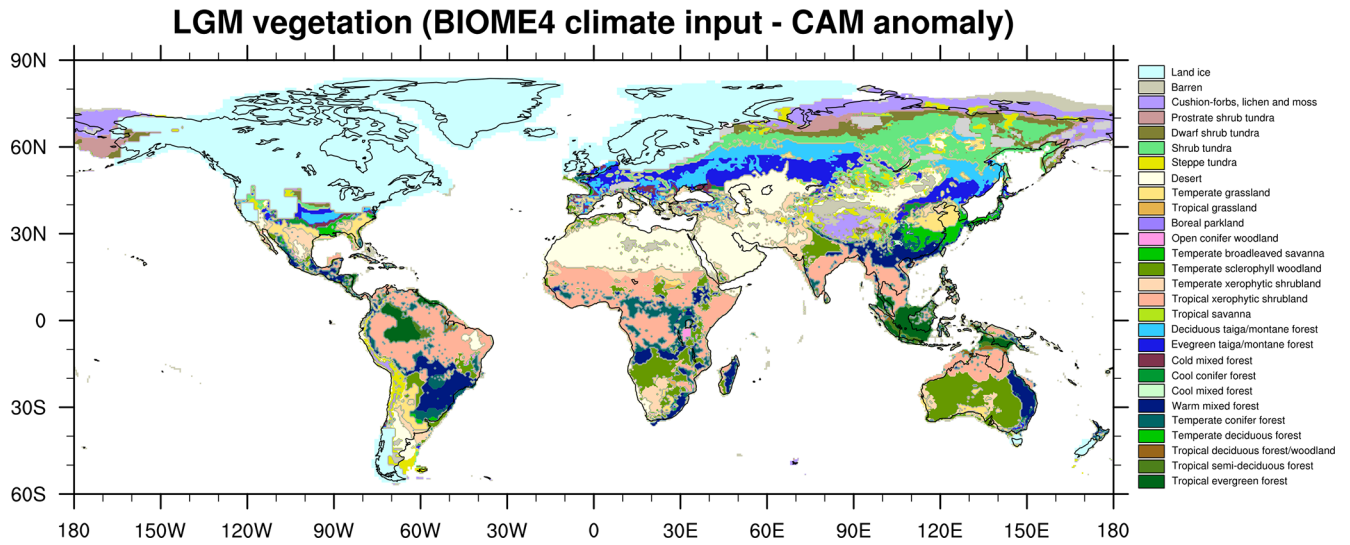 LGM vegetation (BIOME4 climate input - CAM anomaly)
90N
60N
30N
0
30S
60S
180 150W 120W 90W 60W 30W 0 30E 60E 90E 120E 150E 180
Land ice
Barren
Cushion-forbs, lichen and moss
Prostrate shrub tundra
Dwarf shrub tundra
Shrub tundra
Steppe tundra
Desert
Temperate grassland
Tropical grassland
Boreal parkland
Open conifer woodland
Temperate broadleaved savanna
Temperate sclerophyll woodland
Temperate xerophytic shrubland
Tropical xerophytic shrubland
Tropical savanna
Deciduous taiga/montane forest
Evegreen taiga/montane forest
Cold mixed forest
Cool conifer forest
Cool mixed forest
Warm mixed forest
Temperate conifer forest
Temperate deciduous forest
Tropical deciduous forest/woodland
Tropical semi-deciduous forest
Tropical evergreen forest